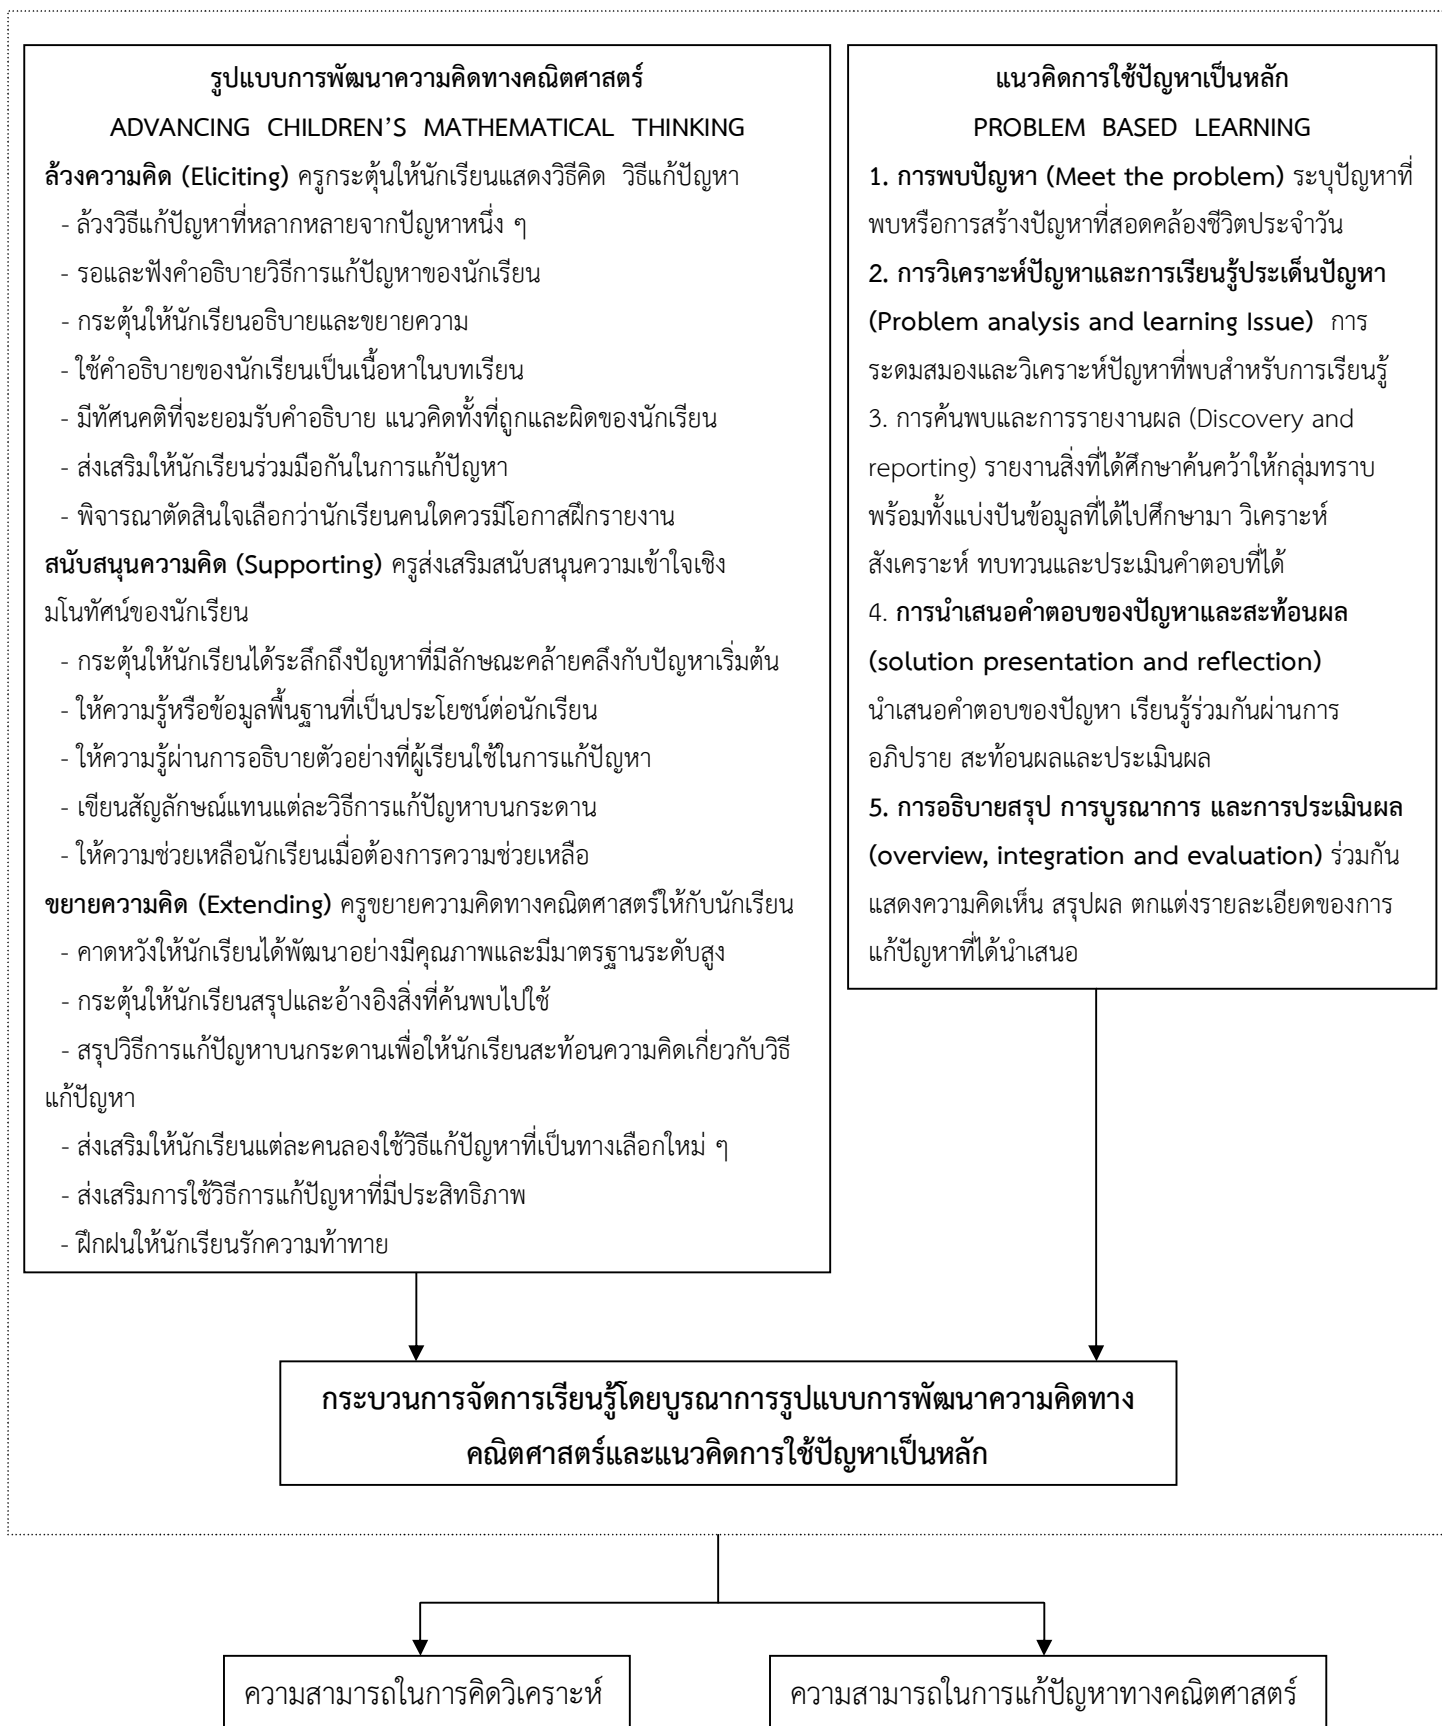 รูปแบบการพัฒนาความคิดทางคณิตศาสตร์
ADVANCING CHILDREN’S MATHEMATICAL THINKING
ล้วงความคิด (Eliciting) ครูกระตุ้นให้นักเรียนแสดงวิธีคิด วิธีแก้ปัญหา
- ล้วงวิธีแก้ปัญหาที่หลากหลายจากปัญหาหนึ่ง ๆ
- รอและฟังคำอธิบายวิธีการแก้ปัญหาของนักเรียน
- กระตุ้นให้นักเรียนอธิบายและขยายความ
- ใช้คำอธิบายของนักเรียนเป็นเนื้อหาในบทเรียน
- มีทัศนคติที่จะยอมรับคำอธิบาย แนวคิดทั้งที่ถูกและผิดของนักเรียน
- ส่งเสริมให้นักเรียนร่วมมือกันในการแก้ปัญหา
- พิจารณาตัดสินใจเลือกว่านักเรียนคนใดควรมีโอกาสฝึกรายงาน
สนับสนุนความคิด (Supporting) ครูส่งเสริมสนับสนุนความเข้าใจเชิง
มโนทัศน์ของนักเรียน
- กระตุ้นให้นักเรียนได้ระลึกถึงปัญหาที่มีลักษณะคล้ายคลึงกับปัญหาเริ่มต้น
- ให้ความรู้หรือข้อมูลพื้นฐานที่เป็นประโยชน์ต่อนักเรียน
- ให้ความรู้ผ่านการอธิบายตัวอย่างที่ผู้เรียนใช้ในการแก้ปัญหา
- เขียนสัญลักษณ์แทนแต่ละวิธีการแก้ปัญหาบนกระดาน
- ให้ความช่วยเหลือนักเรียนเมื่อต้องการความช่วยเหลือ
ขยายความคิด (Extending) ครูขยายความคิดทางคณิตศาสตร์ให้กับนักเรียน
- คาดหวังให้นักเรียนได้พัฒนาอย่างมีคุณภาพและมีมาตรฐานระดับสูง
- กระตุ้นให้นักเรียนสรุปและอ้างอิงสิ่งที่ค้นพบไปใช้
- สรุปวิธีการแก้ปัญหาบนกระดานเพื่อให้นักเรียนสะท้อนความคิดเกี่ยวกับวิธี
แก้ปัญหา
- ส่งเสริมให้นักเรียนแต่ละคนลองใช้วิธีแก้ปัญหาที่เป็นทางเลือกใหม่ ๆ
- ส่งเสริมการใช้วิธีการแก้ปัญหาที่มีประสิทธิภาพ
- ฝึกฝนให้นักเรียนรักความท้าทาย
แนวคิดการใช้ปัญหาเป็นหลัก
PROBLEM BASED LEARNING
1. การพบปัญหา (Meet the problem) ระบุปัญหาที่
พบหรือการสร้างปัญหาที่สอดคล้องชีวิตประจำวัน
2. การวิเคราะห์ปัญหาและการเรียนรู้ประเด็นปัญหา
(Problem analysis and learning Issue) การ
ระดมสมองและวิเคราะห์ปัญหาที่พบสำหรับการเรียนรู้
3. การค้นพบและการรายงานผล (Discovery and
reporting) รายงานสิ่งที่ได้ศึกษาค้นคว้าให้กลุ่มทราบ
พร้อมทั้งแบ่งปันข้อมูลที่ได้ไปศึกษามา วิเคราะห์
สังเคราะห์ ทบทวนและประเมินคำตอบที่ได้
4. การนำเสนอคำตอบของปัญหาและสะท้อนผล
(solution presentation and reflection)
นำเสนอคำตอบของปัญหา เรียนรู้ร่วมกันผ่านการ
อภิปราย สะท้อนผลและประเมินผล
5. การอธิบายสรุป การบูรณาการ และการประเมินผล
(overview, integration and evaluation) ร่วมกัน
แสดงความคิดเห็น สรุปผล ตกแต่งรายละเอียดของการ
แก้ปัญหาที่ได้นำเสนอ
กระบวนการจัดการเรียนรู้โดยบูรณาการรูปแบบการพัฒนาความคิดทาง
คณิตศาสตร์และแนวคิดการใช้ปัญหาเป็นหลัก
ความสามารถในการคิดวิเคราะห์
ความสามารถในการแก้ปัญหาทางคณิตศาสตร์